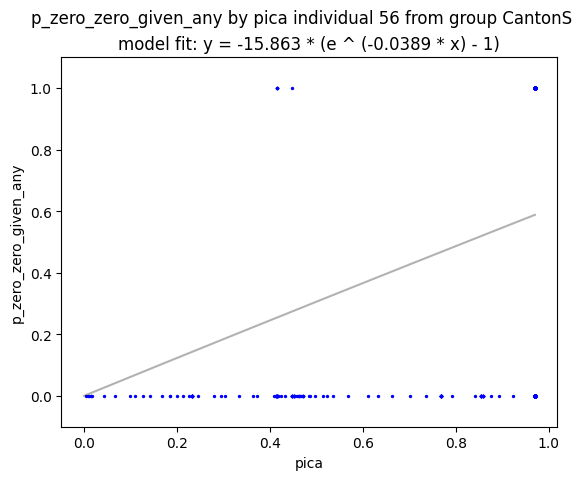 p_zero_zero_given_any by pica individual 56 from group CantonS
model fit: y = -15.863 * (e ^ (-0.0389 * x) - 1)
1.0
0.8
0.6
0.4
0.2
0.0
p_zero_zero_given_any
0.0 0.2 0.4 0.6 0.8 1.0
pica